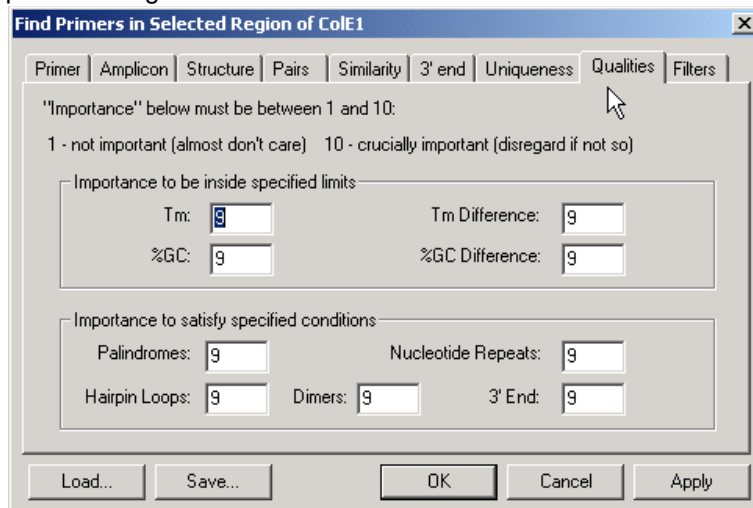 Find Primers in Selected Region of ColE1
Primer Amplicon Structure Pairs Similarity 3' end Uniqueness Qualities Filters
"Importance" below must be between 1 and 10:
1 - not important (almost don't care) 10 - crucially important (disregard if not so)
Importance to be inside specified limits
Tm: 9 Tm Difference: 9
%GC: 9 %GC Difference: 9
Importance to satisfy specified conditions
Palindromes: 9 Nucleotide Repeats: 9
Hairpin Loops: 9 Dimers: 9 3' End: 9
Load... Save... OK Cancel Apply